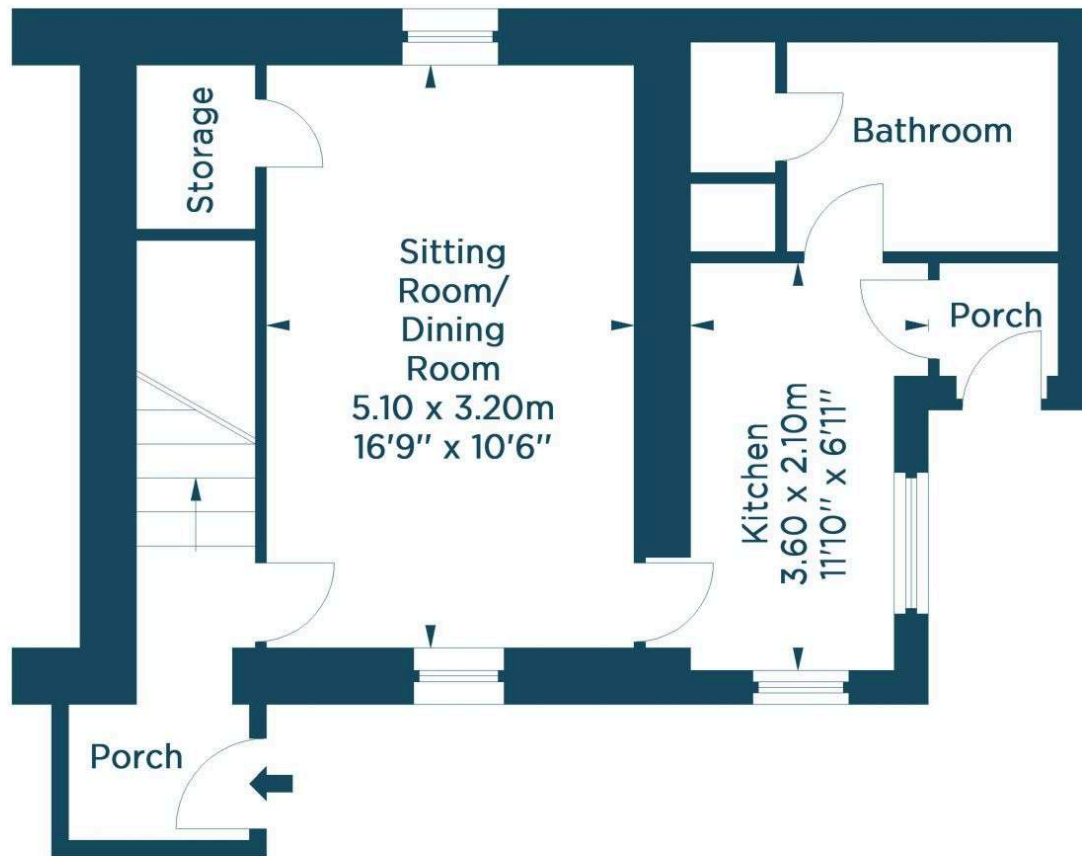 Storage
Sitting
Room/
Dining
Room
5.10 x 3.20m
16'9" x 10'6"
Bathroom
Porch
Kitchen
3.60 x 2.10m
11'10" x 6'11"
Porch